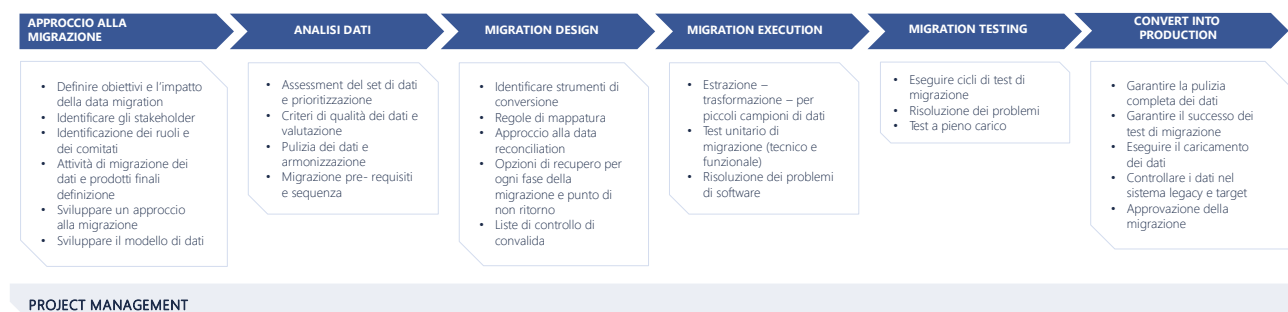 APPROCCIO ALLA
MIGRAZIONE
• Definire obiettivi e l'impatto
della data migration
• Identificare gli stakeholder
• Identificazione dei ruoli e
dei comitati
• Attività di migrazione dei
dati e prodotti finali
definizione
• Sviluppare un approccio
alla migrazione
• Sviluppare il modello di dati
ANALISI DATI
• Assessment del set di dati
e prioritizzazione
• Criteri di qualità dei dati e
valutazione
• Pulizia dei dati e
armonizzazione
• Migrazione pre- requisiti
e sequenza
MIGRATION DESIGN
• Identificare strumenti di
conversione
• Regole di mappatura
• Approccio alla data
reconciliation
• Opzioni di recupero per
ogni fase della
migrazione e punto di
non ritorno
• Liste di controllo di
convalida
MIGRATION EXECUTION
• Estrazione –
trasformazione – per
piccoli campioni di dati
• Test unitario di
migrazione (tecnico e
funzionale)
• Risoluzione dei problemi
di software
MIGRATION TESTING
• Eseguire cicli di test di
migrazione
• Risoluzione dei problemi
• Test a pieno carico
CONVERT INTO
PRODUCTION
• Garantire la pulizia
completa dei dati
• Garantire il successo dei
test di migrazione
• Eseguire il caricamento
dei dati
• Controllare i dati nel
sistema legacy e target
• Approvazione della
migrazione
PROJECT MANAGEMENT